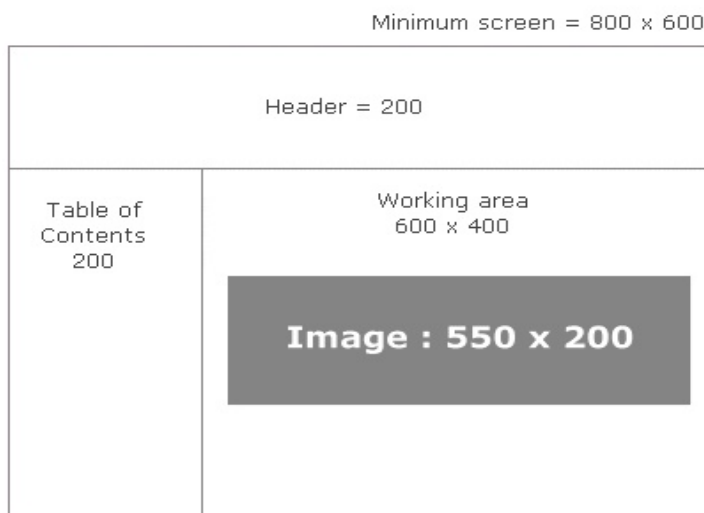 Minimum screen = 800 x 600
Header = 200
Table of
Contents
200
Working area
600 x 400
Image : 550 x 200